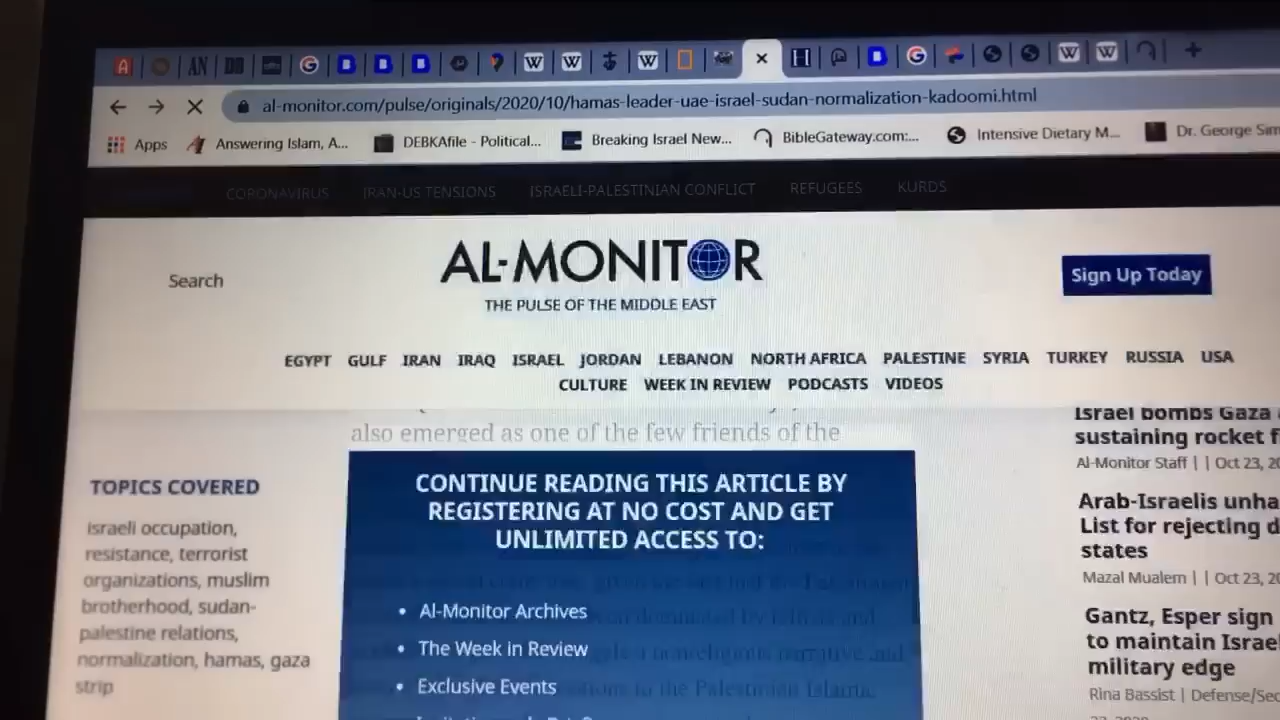 al-monitor.com/pulse/originals/2020/10/hamas-leader-uae-israel-sudan-normalization-kadoomi.html
Apps Answering Islam, A... DEBKAfile - Political... Breaking Israel New... BibleGateway.com:... Intensive Dietary M... Dr. George Sim
CORONAVIRUS IRAN-US TENSIONS ISRAELI-PALESTINIAN CONFLICT REFUGEES KURDS
Search
AL-MONITOR
THE PULSE OF THE MIDDLE EAST
Sign Up Today
EGYPT GULF IRAN IRAQ ISRAEL JORDAN LEBANON NORTH AFRICA PALESTINE SYRIA TURKEY RUSSIA USA
CULTURE WEEK IN REVIEW PODCASTS VIDEOS
also emerged as one of the few friends of the
TOPICS COVERED
israeli occupation,
resistance, terrorist
organizations, muslim
brotherhood, sudan-
palestine relations,
normalization, hamas, gaza
strip
CONTINUE READING THIS ARTICLE BY
REGISTERING AT NO COST AND GET
UNLIMITED ACCESS TO:
• Al-Monitor Archives
• The Week in Review
• Exclusive Events
Israel bombs Gaza
sustaining rocket f
Al-Monitor Staff | | Oct 23, 20
Arab-Israelis unha
List for rejecting d
states
Mazal Mualem | | Oct 23, 20
Gantz, Esper sign
to maintain Israe
military edge
Rina Bassist | Defense/Sec